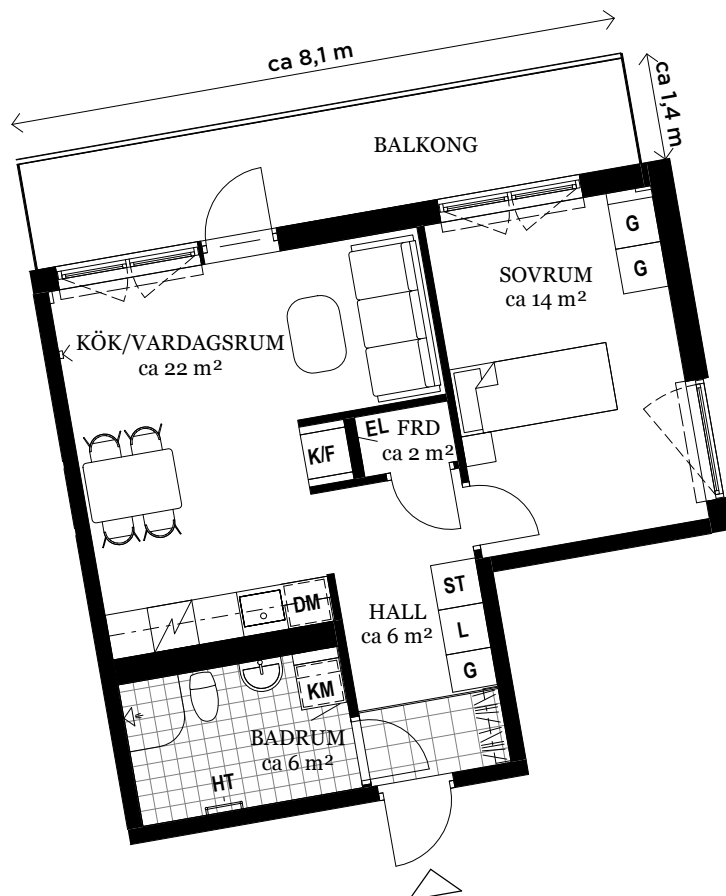 ca 8,1 m
ca 1,4 m
BALKONG
G
G
SOVRUM
ca 14 m²
KÖK/VARDAGSRUM
ca 22 m²
EL
FRD
ca 2 m²
K/F
ST
L
G
HALL
ca 6 m²
DM
KM
BADRUM
ca 6 m²
HT